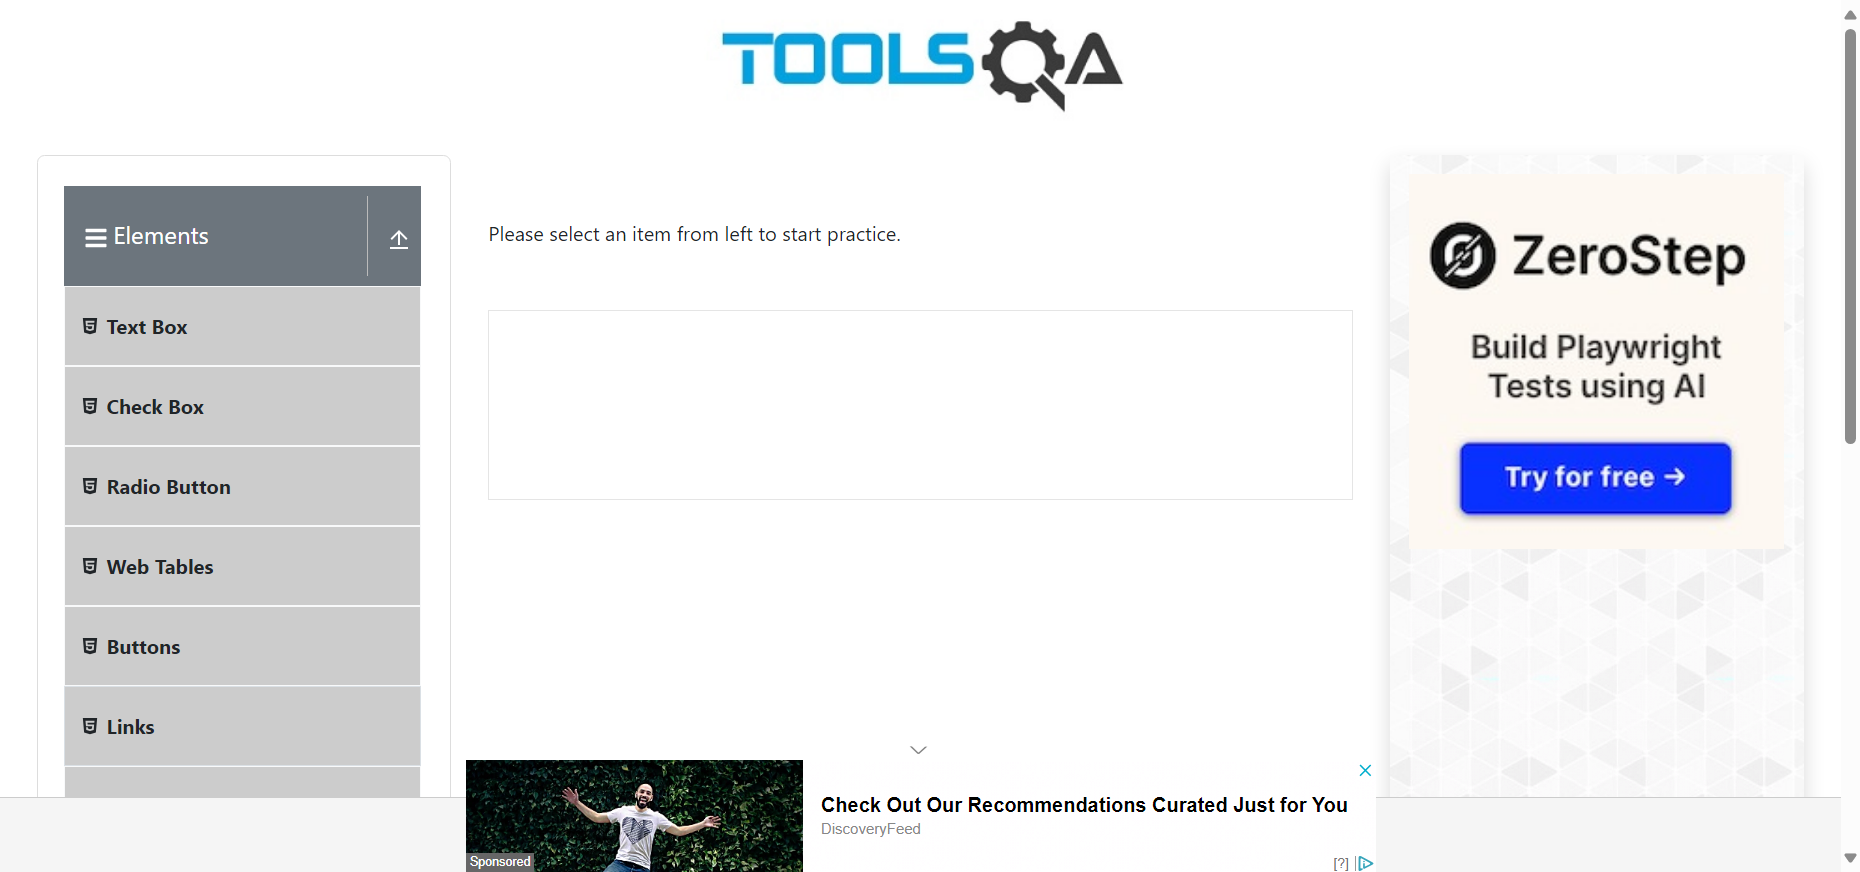 TOOLSQA
Elements
Text Box
Check Box
Radio Button
Web Tables
Buttons
Links
Please select an item from left to start practice.
ZeroStep
Build Playwright
Tests using AI
Try for free →
Sponsored
Check Out Our Recommendations Curated Just for You
DiscoveryFeed
[?]